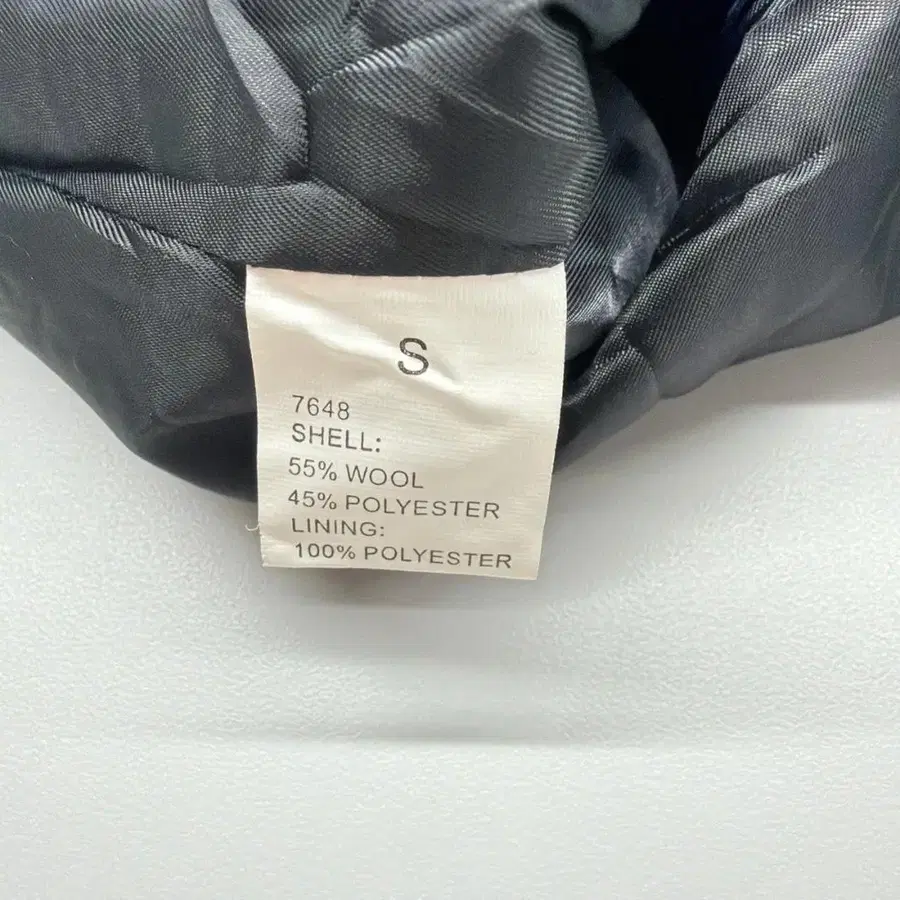 S
7648
SHELL:
55% WOOL
45% POLYESTER
LINING:
100% POLYESTER